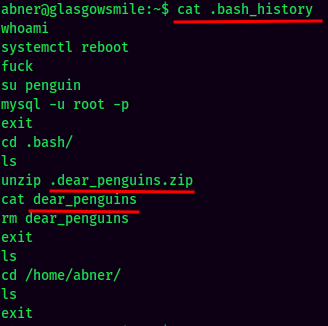 abner@glasgowsmile:~$ cat .bash_history
whoami
systemctl reboot
fuck
su penguin
mysql -u root -p
exit
cd .bash/
ls
unzip .dear_penguins.zip
cat dear_penguins
rm dear_penguins
exit
ls
cd /home/abner/
ls
exit